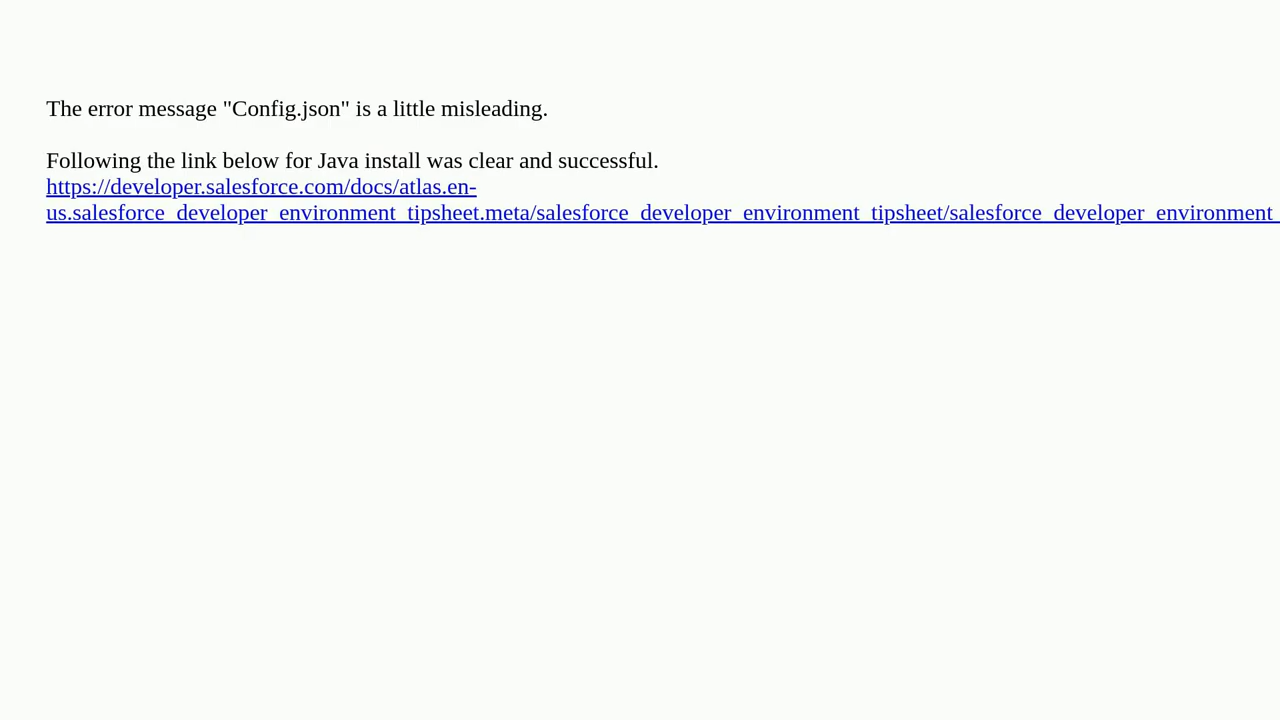 The error message "Config.json" is a little misleading.
Following the link below for Java install was clear and successful.
https://developer.salesforce.com/docs/atlas.en-
us.salesforce_developer_environment_tipsheet.meta/salesforce_developer_environment_tipsheet/salesforce_developer_environment_